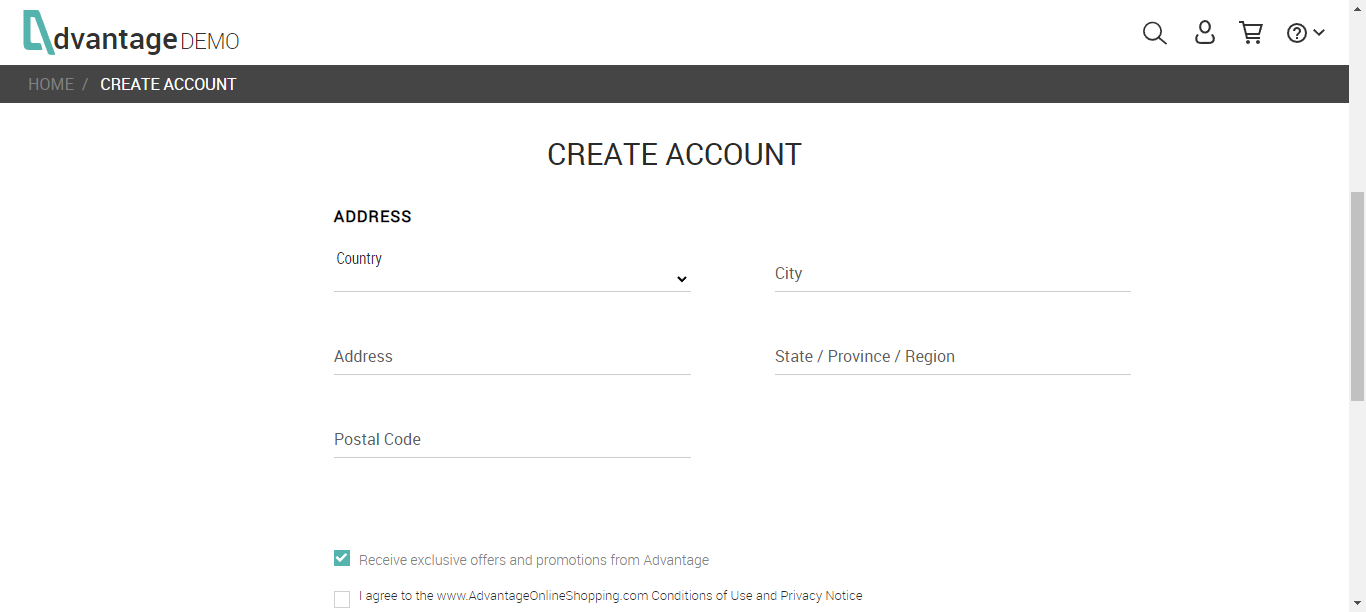 Advantage DEMO
HOME / CREATE ACCOUNT
CREATE ACCOUNT
ADDRESS
Country
City
Address
State / Province / Region
Postal Code
Receive exclusive offers and promotions from Advantage
I agree to the www.AdvantageOnlineShopping.com Conditions of Use and Privacy Notice